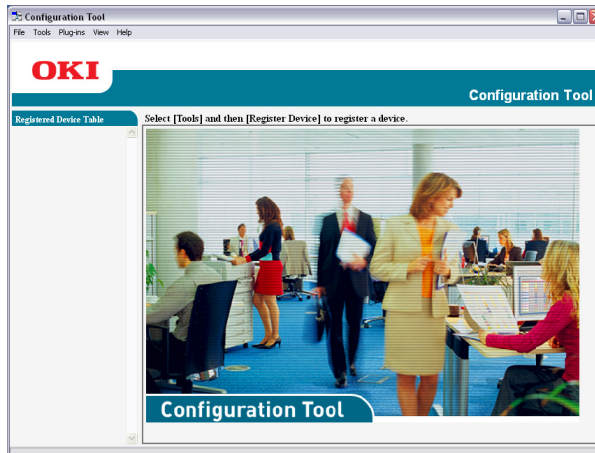 Configuration Tool
File Tools Plug-ins View Help
OKI
Configuration Tool
Registered Device Table
Select [Tools] and then [Register Device] to register a device.
Configuration Tool